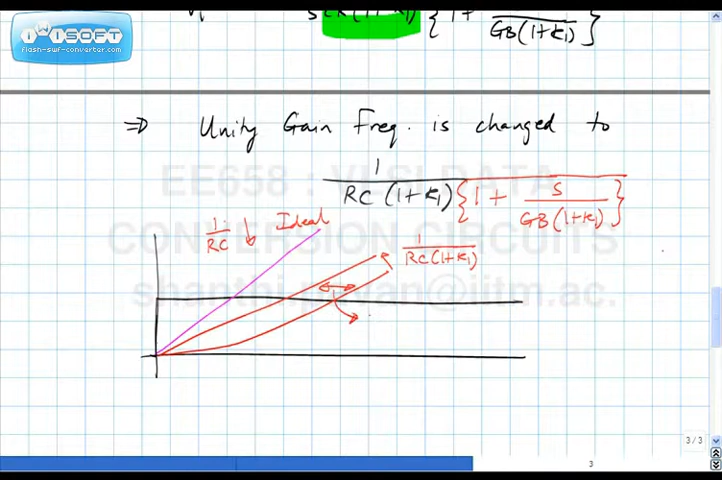 iWiSOFT
flash-swf-converter.com
SCR(1+k₁) {1 + / GB(1+k₁)}
⇒ Unity Gain Freq. is changed to
1 / RC (1+k₁) {1 + S / GB(1+k₁)}
EE658 : VLSI DATA
CONVERSION CIRCUITS
1/RC ↓ Ideal
1 / RC(1+k₁)
3/3
3